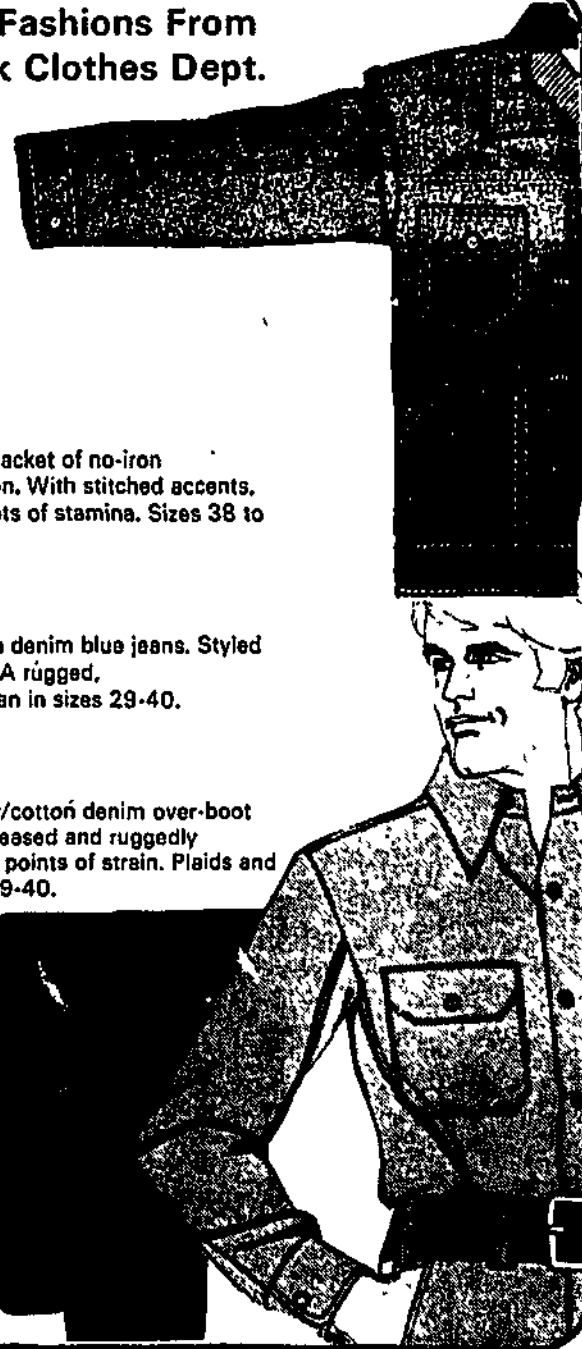 Fashions From
Clothes Dept.
acket of no-iron
n. With stitched accents,
ts of stamina. Sizes 38 to
denim blue jeans. Styled
A rugged,
an in sizes 29-40.
/cotton denim over-boot
eased and ruggedly
points of strain. Plaids and
9-40.